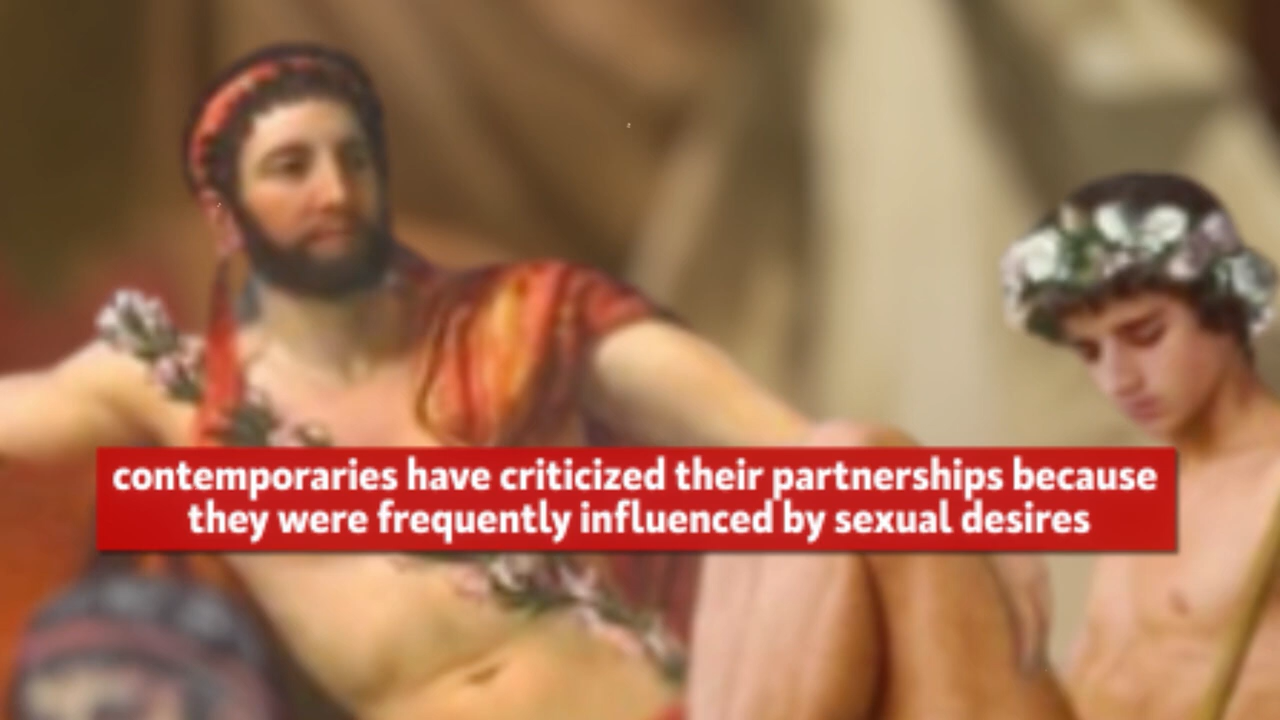 contemporaries have criticized their partnerships because
they were frequently influenced by sexual desires